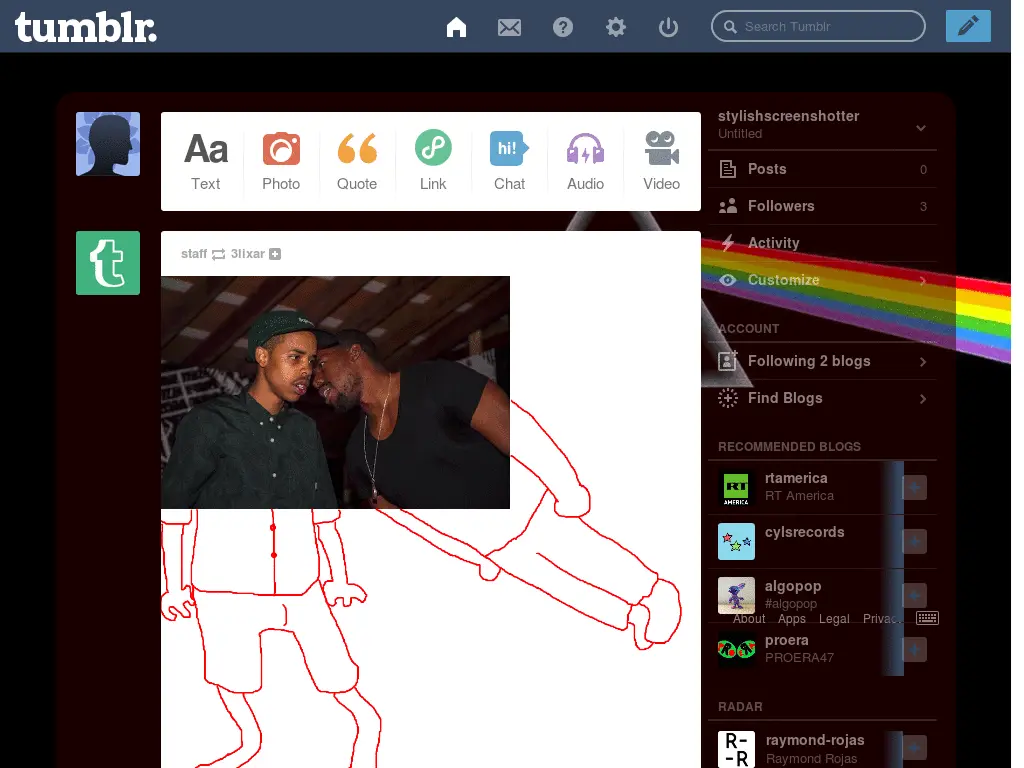 tumblr.
Search Tumblr
Aa
hi!
Text
Photo
Quote
Link
Chat
Audio
Video
staff 3lixar
stylishscreenshotter
Untitled
Posts 0
Followers 3
Activity
Customize
ACCOUNT
Following 2 blogs
Find Blogs
RECOMMENDED BLOGS
RT
AMERICA
rtamerica
RT America
cylsrecords
algopop
#algopop
About Apps Legal Privac
proera
PROERA47
RADAR
R-
-R
raymond-rojas
Raymond Rojas